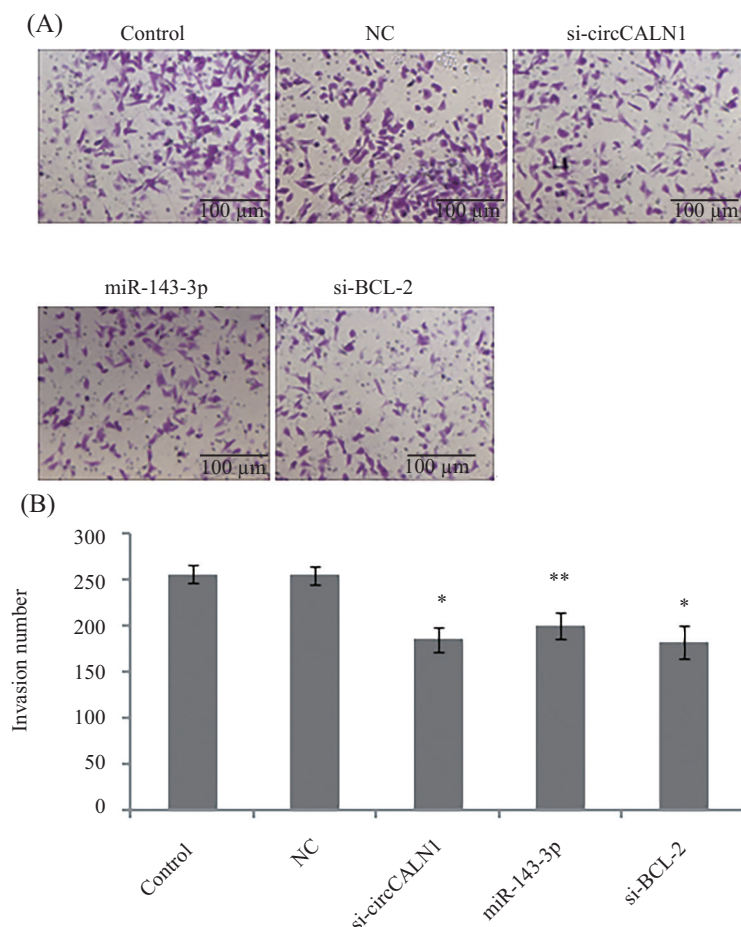 (A)
Control NC si-circCALN1
100 µm 100 µm 100 µm
miR-143-3p si-BCL-2
100 µm 100 µm
(B)
300
250
200
150
100
50
0
Invasion number
* ** *
Control NC si-circCALN1 miR-143-3p si-BCL-2